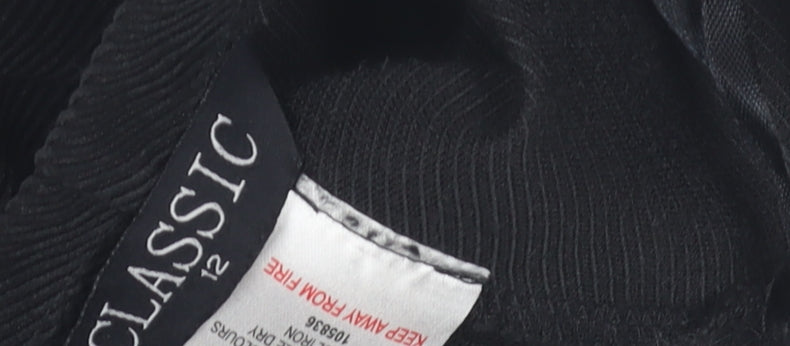 CLASSIC
12
KEEP AWAY FROM FIRE
105836
IRON
DRY
OURS